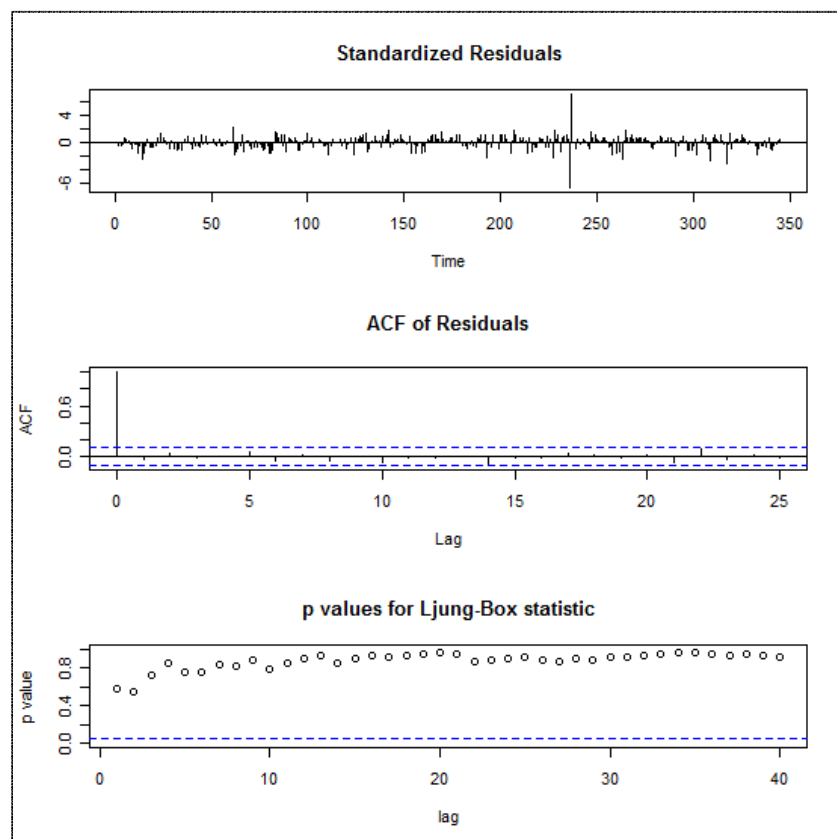 Standardized Residuals
4
0
-6
0 50 100 150 200 250 300 350
Time
ACF of Residuals
ACF
0.6
0.0
0 5 10 15 20 25
Lag
p values for Ljung-Box statistic
p value
0.8
0.4
0.0
0 10 20 30 40
lag